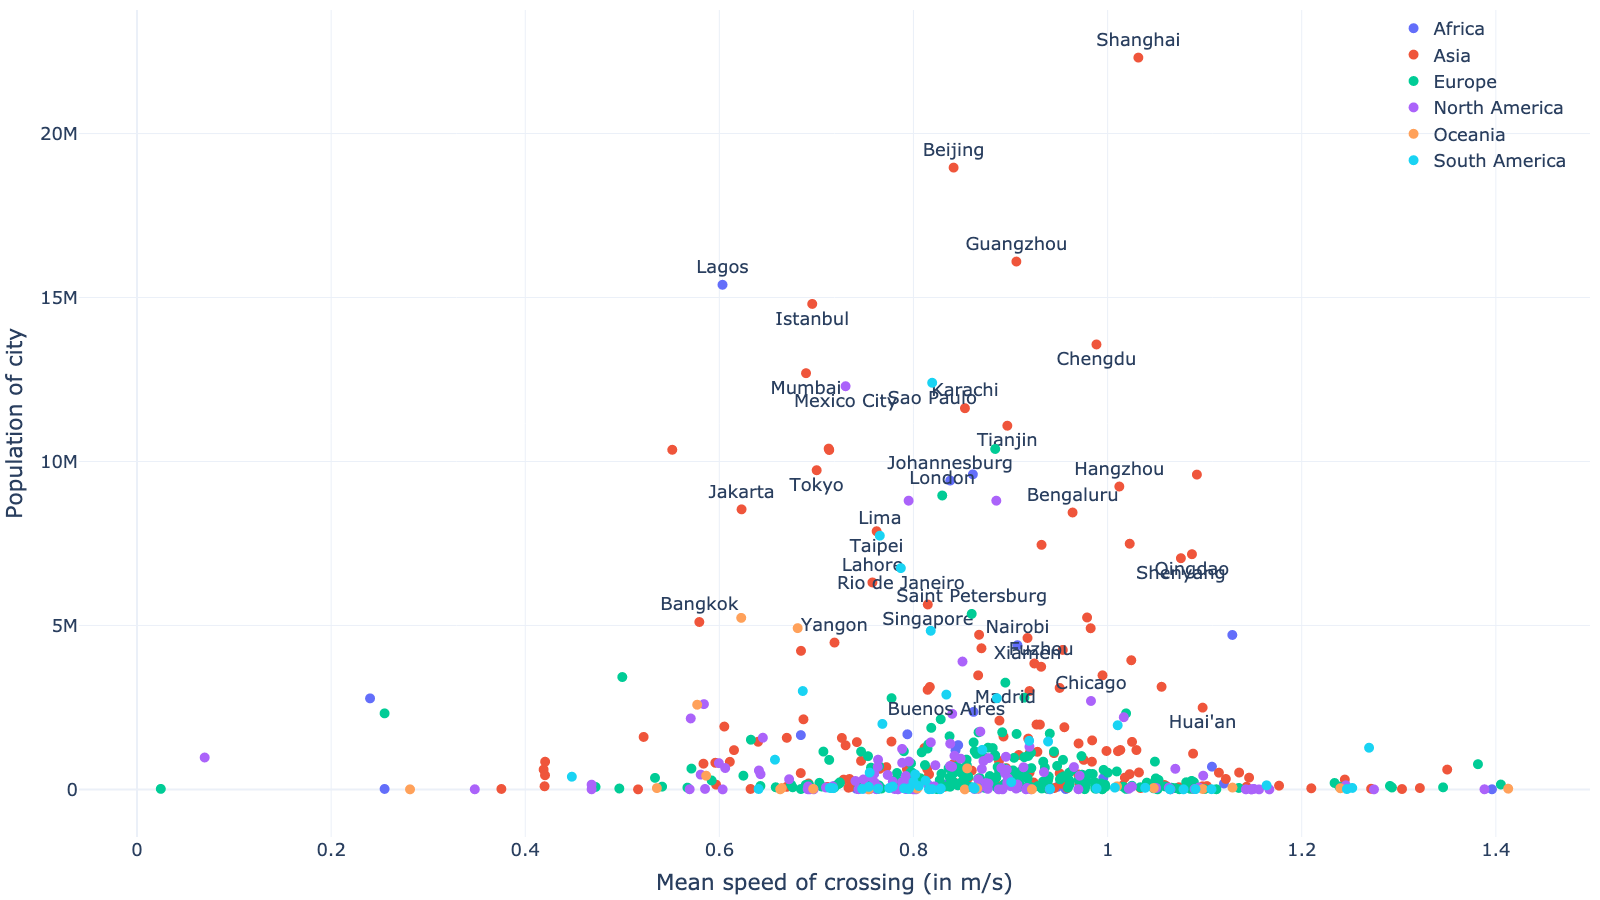 Shanghai
Africa
Asia
Europe
North America
Oceania
South America
20M
Beijing
Guangzhou
Lagos
15M
Istanbul
Chengdu
Mumbai
Karachi
Mexico City
Sao Paulo
Tianjin
10M
Johannesburg
Hangzhou
London
Tokyo
Jakarta
Bengaluru
Lima
Taipei
Lahore
Qingdao
Shenyang
Rio de Janeiro
Saint Petersburg
Bangkok
Singapore
5M
Yangon
Nairobi
Fuzhou
Xiamen
Chicago
Madrid
Buenos Aires
Huai'an
0
0
0.2
0.4
0.6
0.8
1
1.2
1.4
Mean speed of crossing (in m/s)
Population of city